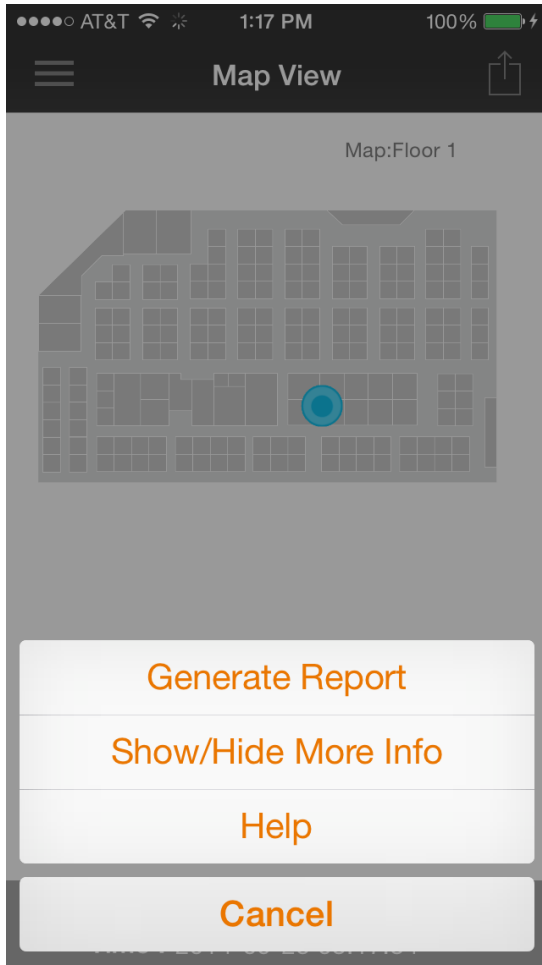 AT&T 1:17 PM 100%
Map View
Map:Floor 1
Generate Report
Show/Hide More Info
Help
Cancel